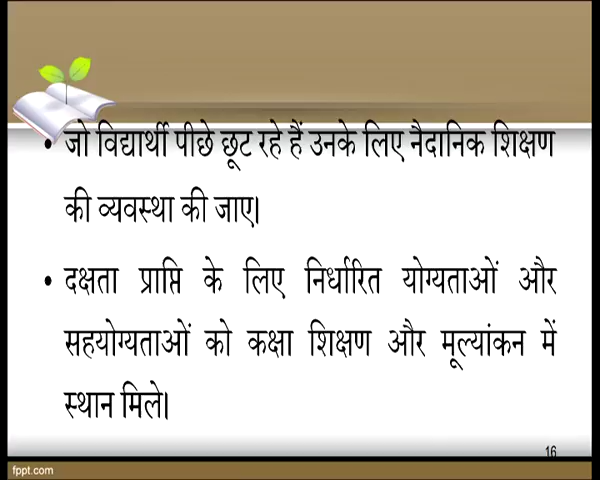 • जो विद्यार्थी पीछे छूट रहे हैं उनके लिए नैदानिक शिक्षण
की व्यवस्था की जाए।
• दक्षता प्राप्ति के लिए निर्धारित योग्यताओं और
सहयोग्यताओं को कक्षा शिक्षण और मूल्यांकन में
स्थान मिले।
16
fppt.com